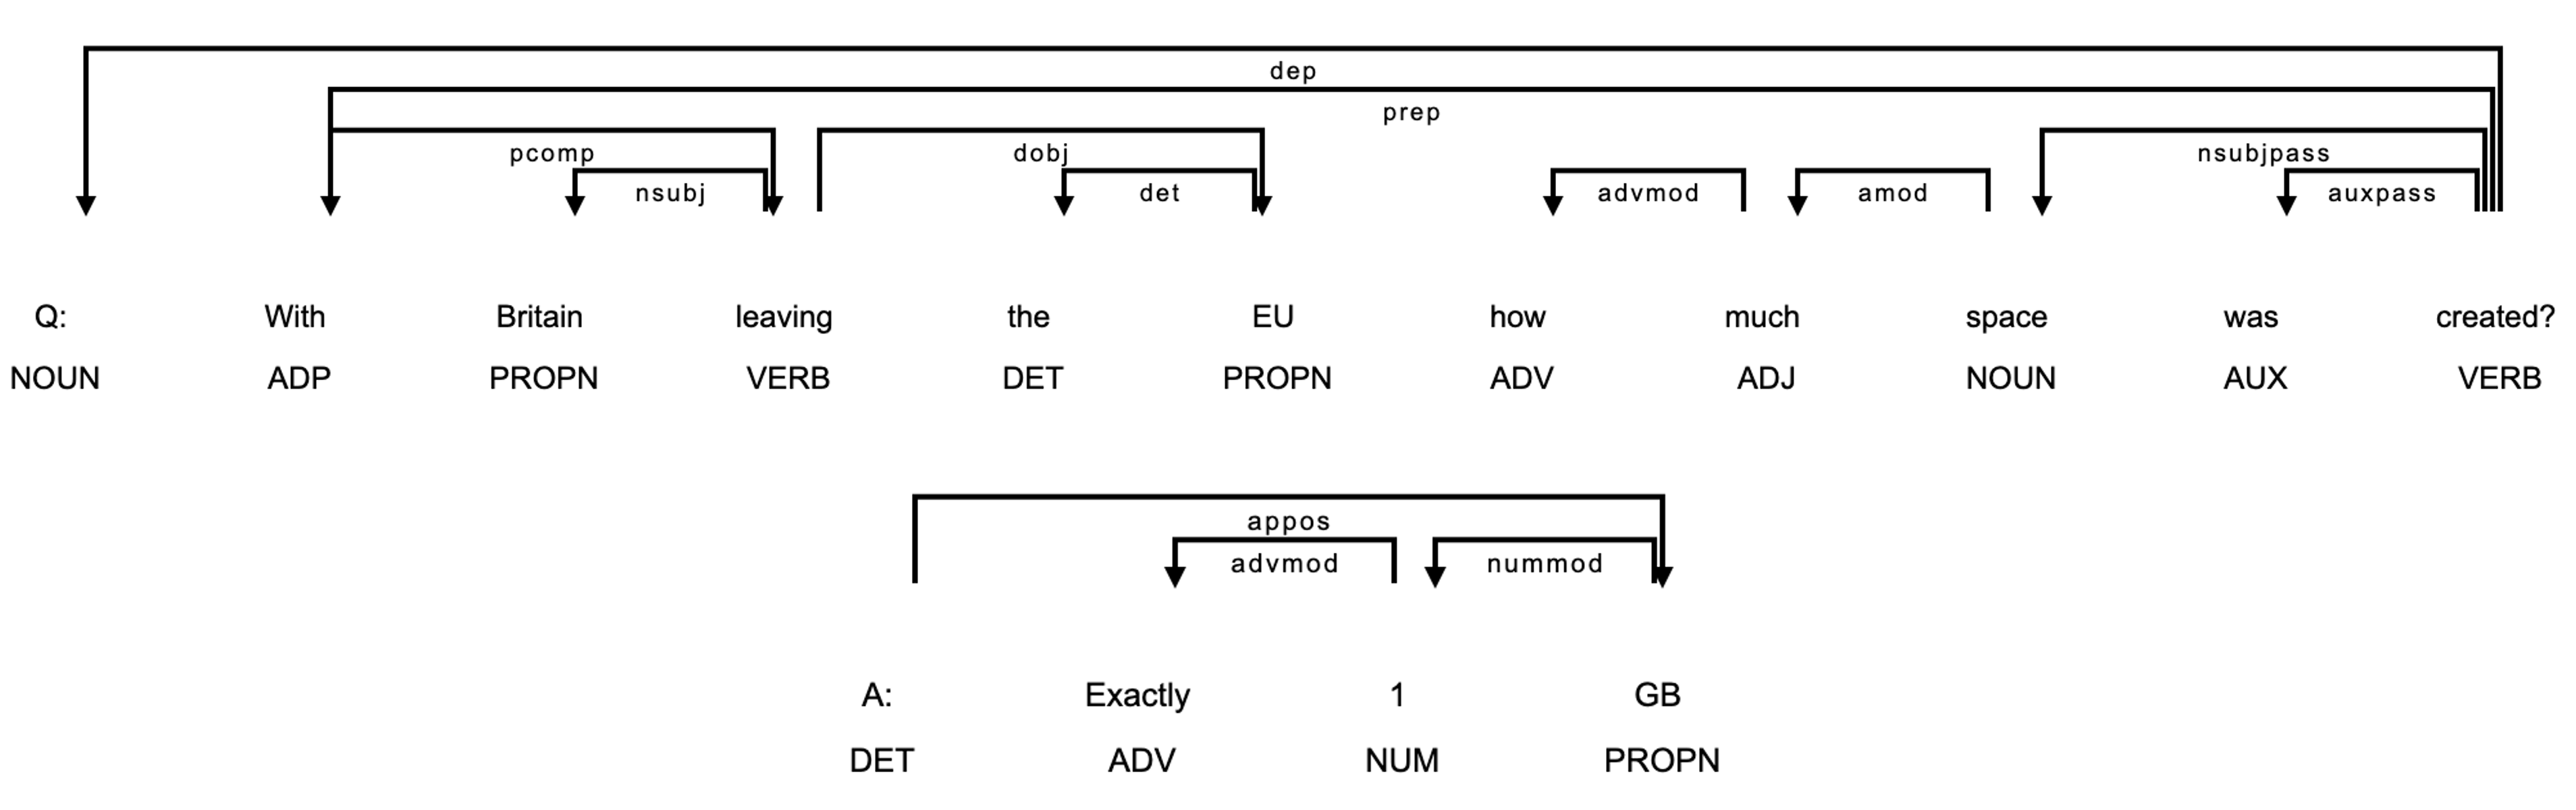 dep
prep
pcomp dobj nsubjpass
nsubj det advmod amod auxpass
Q: With Britain leaving the EU how much space was created?
NOUN ADP PROPN VERB DET PROPN ADV ADJ NOUN AUX VERB
appos
advmod nummod
A: Exactly 1 GB
DET ADV NUM PROPN